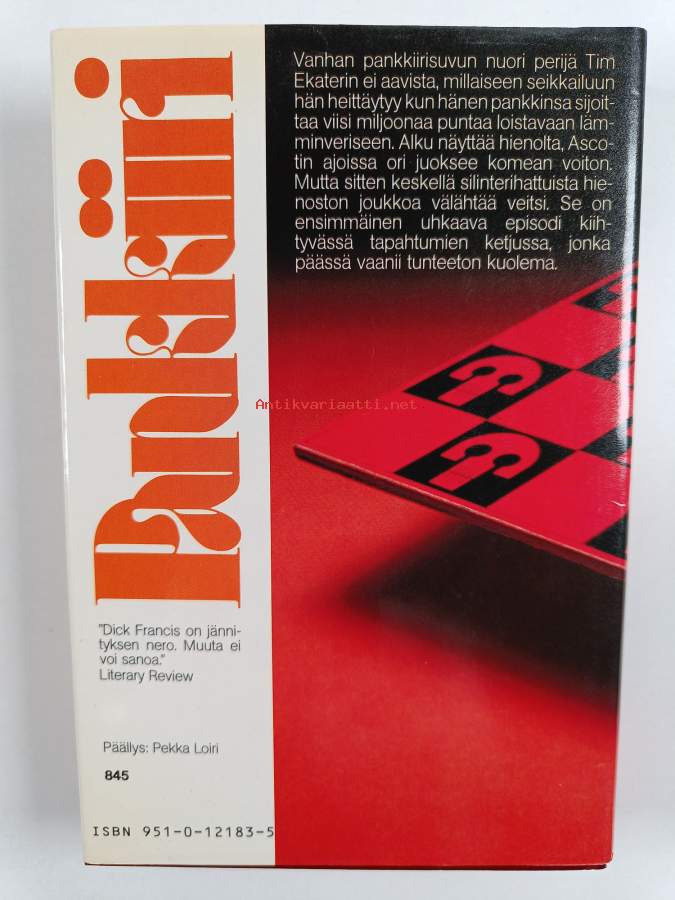 Pankkiiri
Vanhan pankkiirisuvun nuori perijä Tim
Ekaterin ei aavista, millaiseen seikkailuun
hän heittäytyy kun hänen pankkinsa sijoit-
taa viisi miljoonaa puntaa loistavaan läm-
minveriseen. Alku näyttää hienolta, Asco-
tin ajoissa ori juoksee komean voiton.
Mutta sitten keskellä silinterihattuista hie-
noston joukkoa välähtää veitsi. Se on
ensimmäinen uhkaava episodi kiih-
tyvässä tapahtumien ketjussa, jonka
päässä vaanii tunteeton kuolema.
Antikvariaatti.net
"Dick Francis on jänni-
tyksen nero. Muuta ei
voi sanoa."
Literary Review
Päällys: Pekka Loiri
845
ISBN 951-0-12183-5